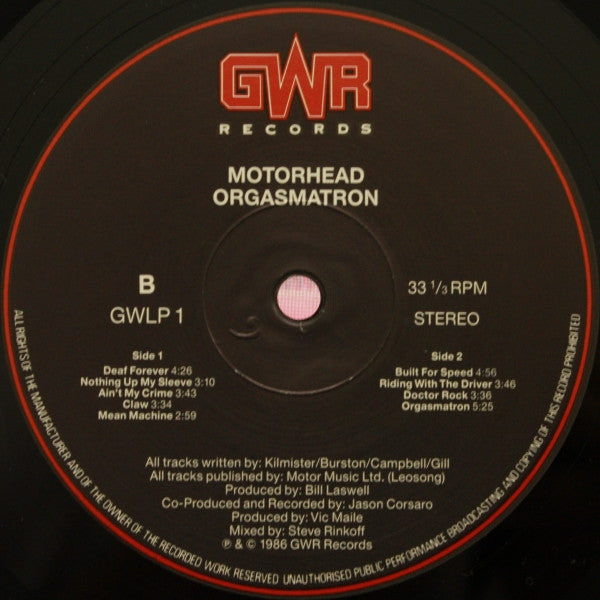 GWR
RECORDS
MOTORHEAD
ORGASMATRON
B
GWLP 1
33 1/3 RPM
STEREO
Side 1
Deaf Forever 4:26
Nothing Up My Sleeve 3:10
Ain't My Crime 3:43
Claw 3:34
Mean Machine 2:59
Side 2
Built For Speed 4:56
Riding With The Driver 3:46
Doctor Rock 3:36
Orgasmatron 5:25
All tracks written by: Kilmister/Burston/Campbell/Gill
All tracks published by: Motor Music Ltd. (Leosong)
Produced by: Bill Laswell
Co-Produced and Recorded by: Jason Corsaro
Produced by: Vic Maile
Mixed by: Steve Rinkoff
℗ & © 1986 GWR Records
ALL RIGHTS OF THE MANUFACTURER AND OF THE OWNER OF THE RECORDED WORK RESERVED UNAUTHORISED PUBLIC PERFORMANCE BROADCASTING AND COPYING OF THIS RECORD PROHIBITED